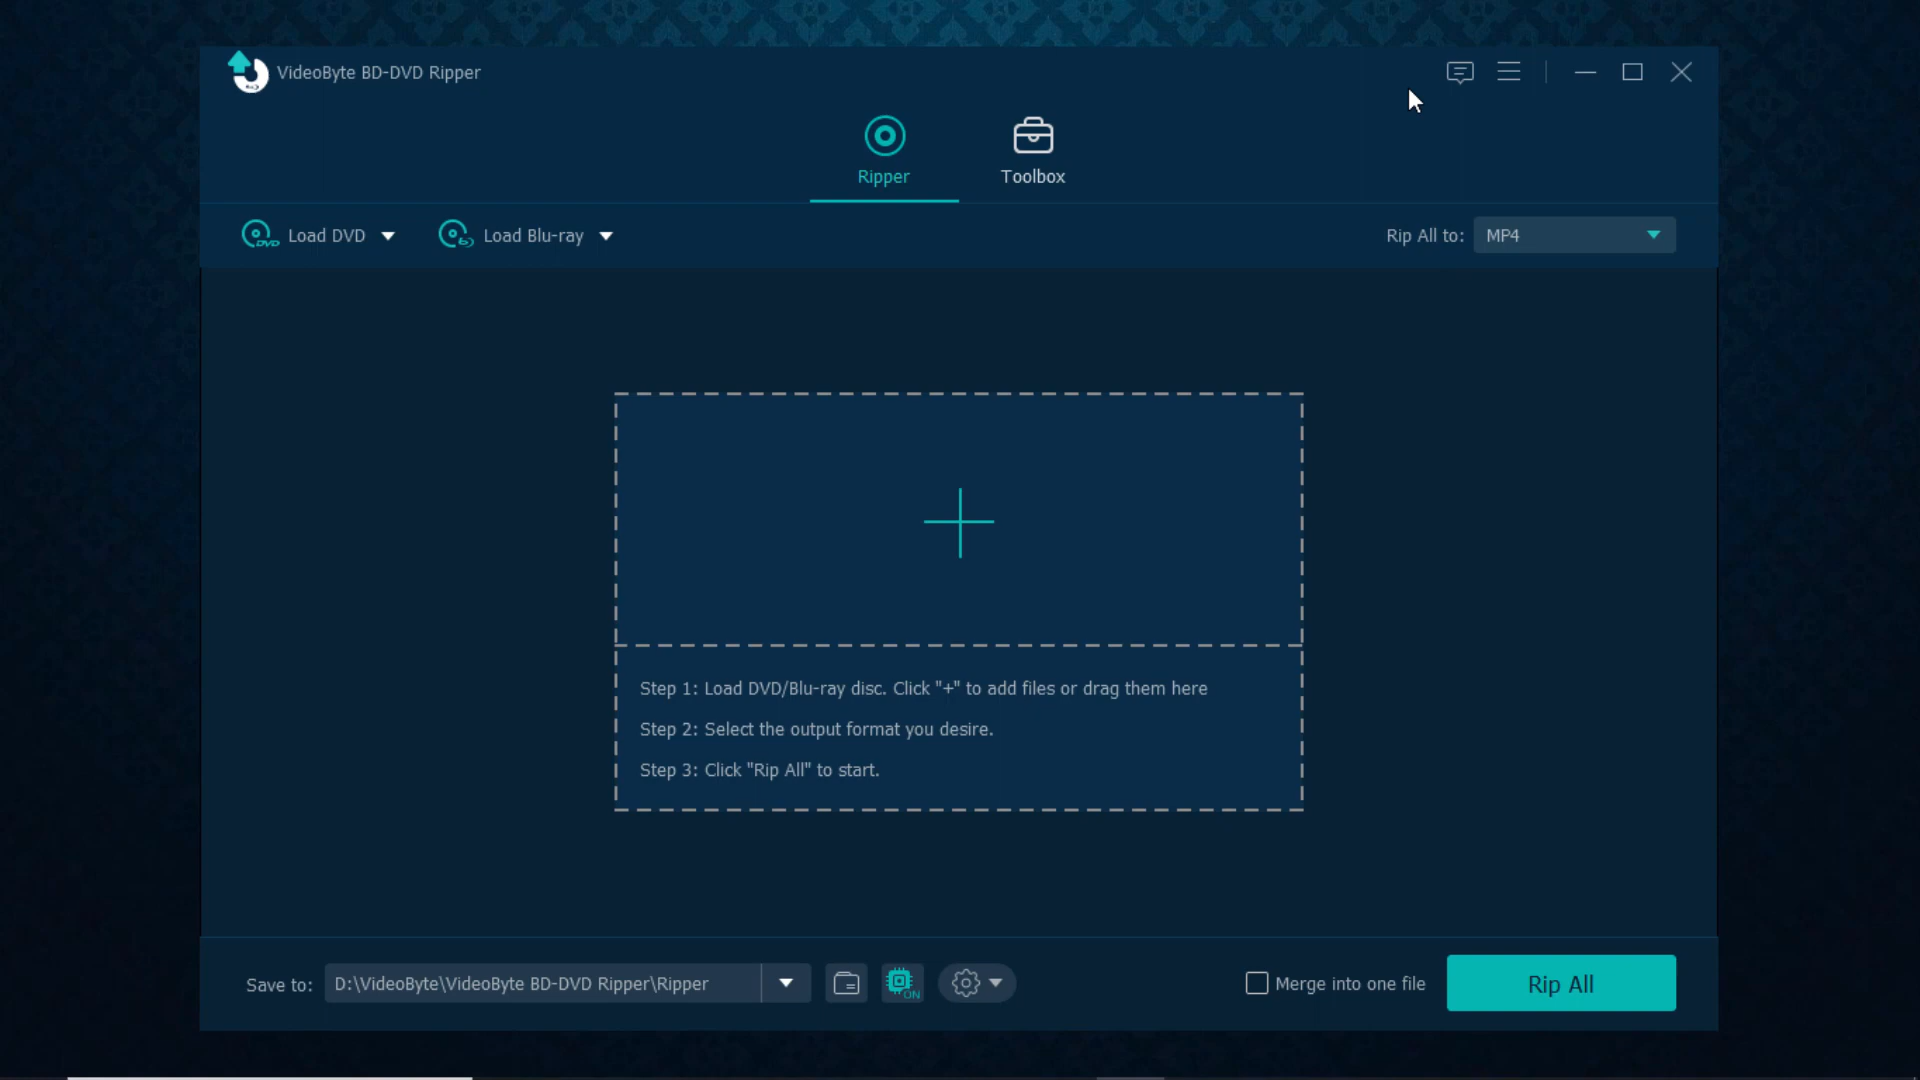 VideoByte BD-DVD Ripper
Ripper
Toolbox
Load DVD
Load Blu-ray
Rip All to:
MP4
Step 1: Load DVD/Blu-ray disc. Click "+" to add files or drag them here
Step 2: Select the output format you desire.
Step 3: Click "Rip All" to start.
Save to:
D:\VideoByte\VideoByte BD-DVD Ripper\Ripper
ON
Merge into one file
Rip All